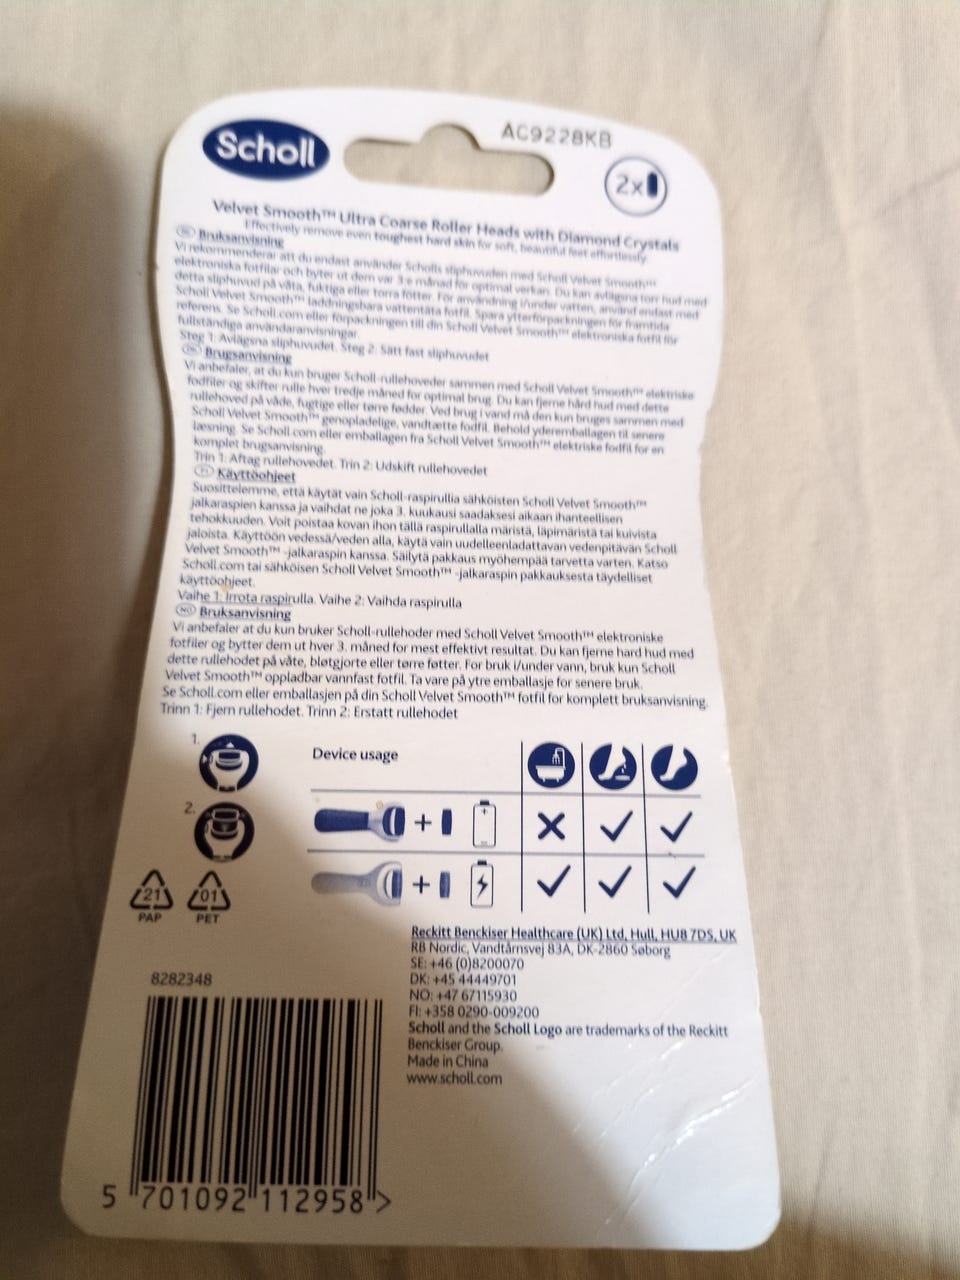 Scholl
AC9228KB
2x
Velvet Smooth™ Ultra Coarse Roller Heads with Diamond Crystals
Effectively remove even toughest hard skin for soft, beautiful feet effortlessly.
SE Bruksanvisning
Vi rekommenderar att du endast använder Scholls sliphuvuden med Scholl Velvet Smooth™
elektroniska fotfilar och byter ut dem var 3:e månad för optimal verkan. Du kan avlägsna torr hud med
detta sliphuvud på våta, fuktiga eller torra fötter. För användning i/under vatten, använd endast med
Scholl Velvet Smooth™ laddningsbara vattentäta fotfil. Spara ytterförpackningen för framtida
referens. Se Scholl.com eller förpackningen till din Scholl Velvet Smooth™ elektroniska fotfil för
fullständiga användaranvisningar.
Steg 1: Avlägsna sliphuvudet. Steg 2: Sätt fast sliphuvudet
DK Brugsanvisning
Vi anbefaler, at du kun bruger Scholl-rullehoveder sammen med Scholl Velvet Smooth™ elektriske
fodfiler og skifter rulle hver tredje måned for optimal brug. Du kan fjerne hård hud med dette
rullehoved på våde, fugtige eller tørre fødder. Ved brug i vand må den kun bruges sammen med
Scholl Velvet Smooth™ genopladelige, vandtætte fodfil. Behold yderemballagen til senere
læsning. Se Scholl.com eller emballagen fra Scholl Velvet Smooth™ elektriske fodfil for en
komplet brugsanvisning.
Trin 1: Aftag rullehovedet. Trin 2: Udskift rullehovedet
FI Käyttöohjeet
Suosittelemme, että käytät vain Scholl-raspirullia sähköisten Scholl Velvet Smooth™
jalkaraspien kanssa ja vaihdat ne joka 3. kuukausi saadaksesi aikaan ihanteellisen
tehokkuuden. Voit poistaa kovan ihon tällä raspirullalla märistä, läpimäristä tai kuivista
jaloista. Käyttöön vedessä/veden alla, käytä vain uudelleenladattavan vedenpitävän Scholl
Velvet Smooth™ -jalkaraspin kanssa. Säilytä pakkaus myöhempää tarvetta varten. Katso
Scholl.com tai sähköisen Scholl Velvet Smooth™ -jalkaraspin pakkauksesta täydelliset
käyttöohjeet.
Vaihe 1: Irrota raspirulla. Vaihe 2: Vaihda raspirulla
NO Bruksanvisning
Vi anbefaler at du kun bruker Scholl-rullehoder med Scholl Velvet Smooth™ elektroniske
fotfiler og bytter dem ut hver 3. måned for mest effektivt resultat. Du kan fjerne hard hud med
dette rullehodet på våte, bløtgjorte eller tørre føtter. For bruk i/under vann, bruk kun Scholl
Velvet Smooth™ oppladbar vannfast fotfil. Ta vare på ytre emballasje for senere bruk.
Se Scholl.com eller emballasjen på din Scholl Velvet Smooth™ fotfil for komplett bruksanvisning.
Trinn 1: Fjern rullehodet. Trinn 2: Erstatt rullehodet
1.
Device usage
2.
21
PAP
01
PET
Reckitt Benckiser Healthcare (UK) Ltd, Hull, HU8 7DS, UK
RB Nordic, Vandtårnsvej 83A, DK-2860 Søborg
SE: +46 (0)8200070
DK: +45 44449701
NO: +47 67115930
FI: +358 0290-009200
Scholl and the Scholl Logo are trademarks of the Reckitt
Benckiser Group.
Made in China
www.scholl.com
8282348
5 701092 112958 >